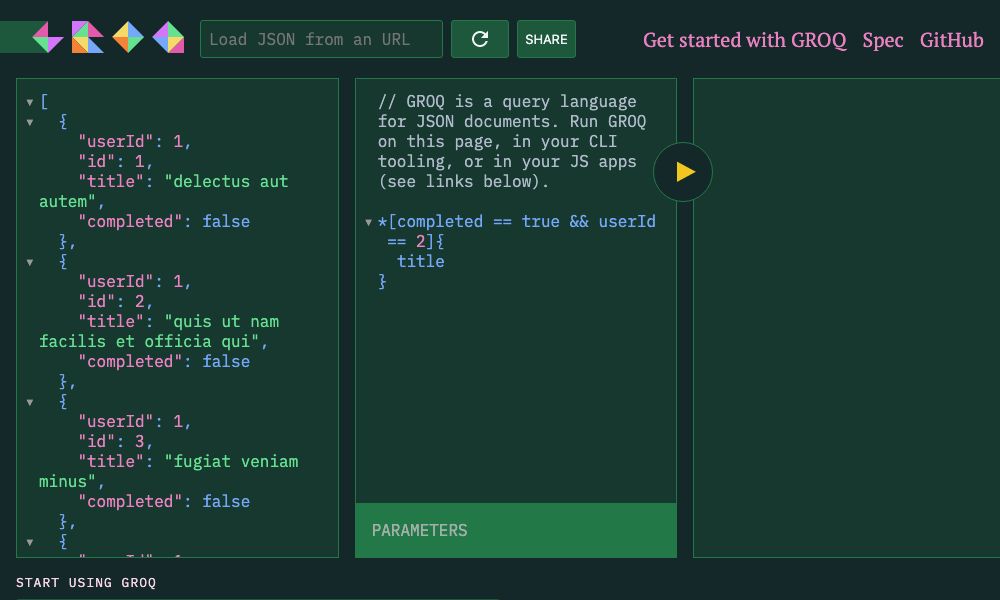 Load JSON from an URL
SHARE
Get started with GROQ Spec GitHub
[
{
"userId": 1,
"id": 1,
"title": "delectus aut
autem",
"completed": false
},
{
"userId": 1,
"id": 2,
"title": "quis ut nam
facilis et officia qui",
"completed": false
},
{
"userId": 1,
"id": 3,
"title": "fugiat veniam
minus",
"completed": false
},
{
// GROQ is a query language
for JSON documents. Run GROQ
on this page, in your CLI
tooling, or in your JS apps
(see links below).
*[completed == true && userId
== 2]{
title
}
PARAMETERS
START USING GROQ